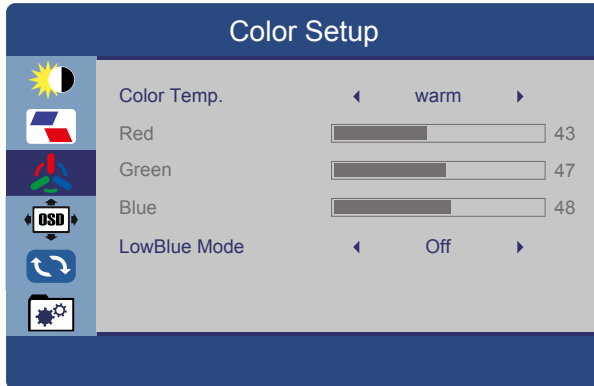 Color Setup
Color Temp. warm
Red 43
Green 47
Blue 48
OSD
LowBlue Mode Off